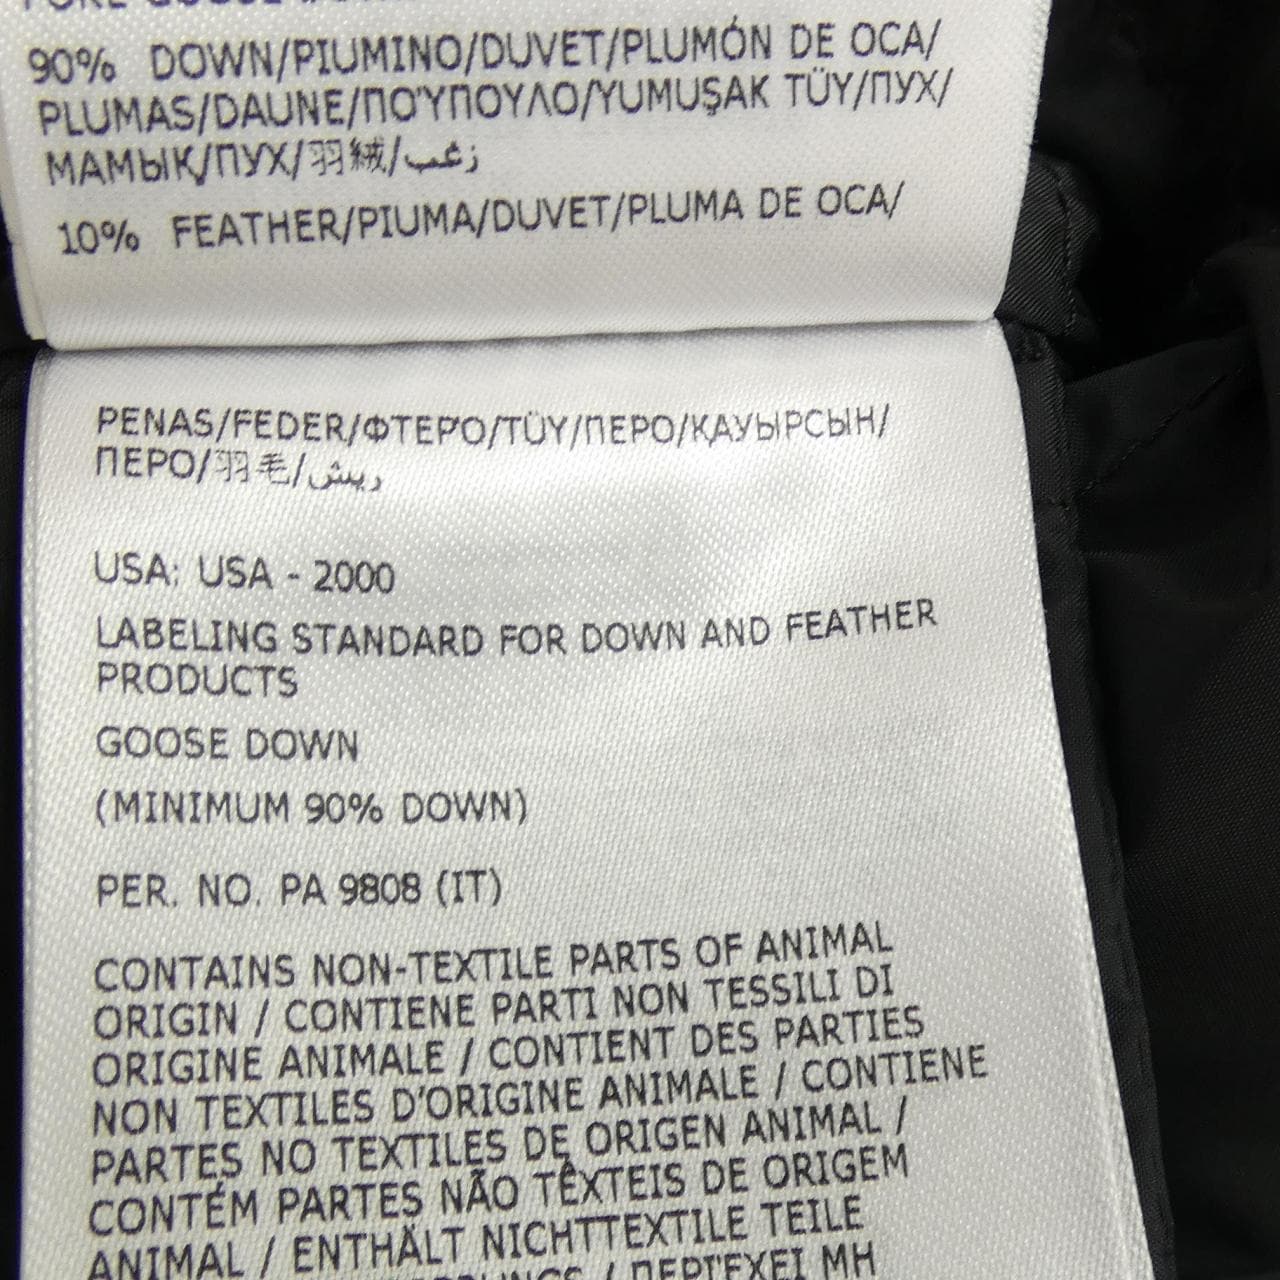 90% DOWN/PIUMINO/DUVET/PLUMÓN DE OCA/
PLUMAS/DAUNE/ΠΟΎΠΟΥΛΟ/YUMUŞAK TÜY/ПУХ/
МАМЫҚ/ПУХ/羽絨/زغب
10% FEATHER/PIUMA/DUVET/PLUMA DE OCA/
PENAS/FEDER/ΦΤΕΡΌ/TÜY/ПЕРО/ҚАУЫРСЫН/
ПЕРО/羽毛/ريش
USA: USA - 2000
LABELING STANDARD FOR DOWN AND FEATHER
PRODUCTS
GOOSE DOWN
(MINIMUM 90% DOWN)
PER. NO. PA 9808 (IT)
CONTAINS NON-TEXTILE PARTS OF ANIMAL
ORIGIN / CONTIENE PARTI NON TESSILI DI
ORIGINE ANIMALE / CONTIENT DES PARTIES
NON TEXTILES D'ORIGINE ANIMALE / CONTIENE
PARTES NO TEXTILES DE ORIGEN ANIMAL /
CONTÉM PARTES NÃO TÊXTEIS DE ORIGEM
ANIMAL / ENTHÄLT NICHTTEXTILE TEILE
/ ΠΕΡΙΈΧΕΙ ΜΗ